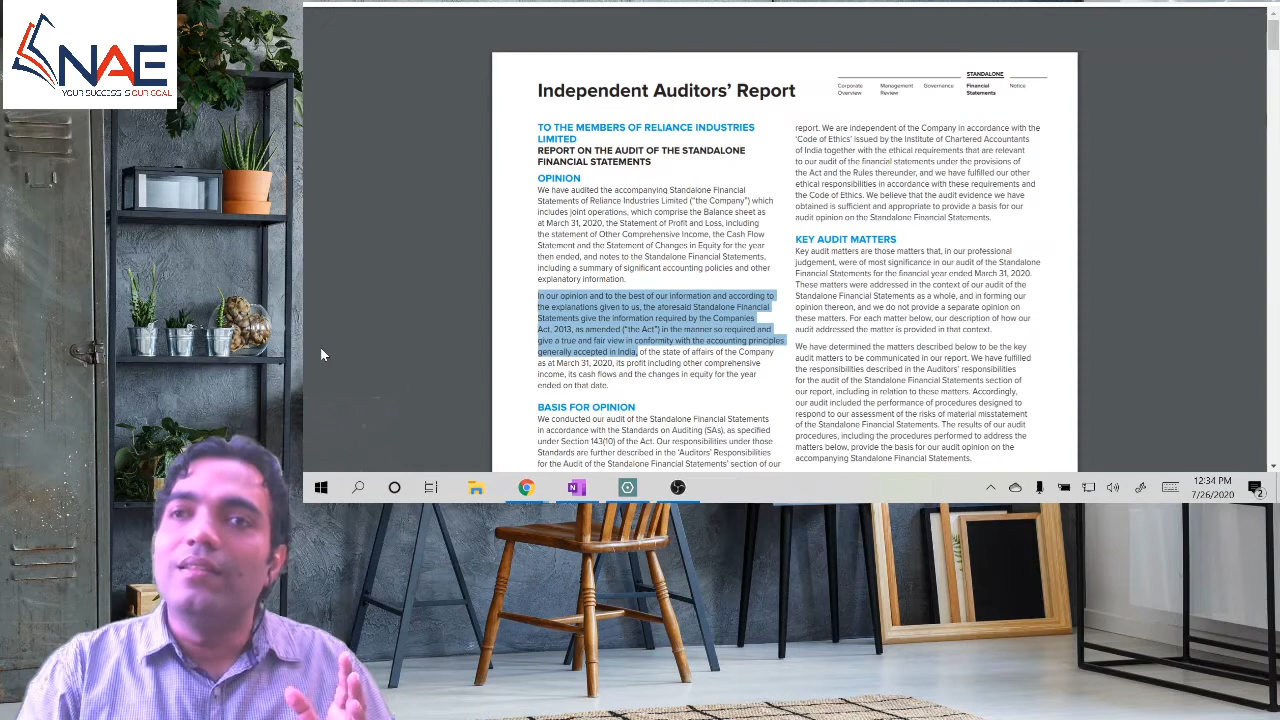 NAE
YOUR SUCCESS IS OUR GOAL
Independent Auditors' Report
STANDALONE
Corporate Overview
Management Review
Governance
Financial Statements
Notice
TO THE MEMBERS OF RELIANCE INDUSTRIES
LIMITED
REPORT ON THE AUDIT OF THE STANDALONE
FINANCIAL STATEMENTS
OPINION
We have audited the accompanying Standalone Financial
Statements of Reliance Industries Limited (“the Company”) which
includes joint operations, which comprise the Balance sheet as
at March 31, 2020, the Statement of Profit and Loss, including
the statement of Other Comprehensive Income, the Cash Flow
Statement and the Statement of Changes in Equity for the year
then ended, and notes to the Standalone Financial Statements,
including a summary of significant accounting policies and other
explanatory information.
In our opinion and to the best of our information and according to
the explanations given to us, the aforesaid Standalone Financial
Statements give the information required by the Companies
Act, 2013, as amended (“the Act”) in the manner so required and
give a true and fair view in conformity with the accounting principles
generally accepted in India, of the state of affairs of the Company
as at March 31, 2020, its profit including other comprehensive
income, its cash flows and the changes in equity for the year
ended on that date.
BASIS FOR OPINION
We conducted our audit of the Standalone Financial Statements
in accordance with the Standards on Auditing (SAs), as specified
under Section 143(10) of the Act. Our responsibilities under those
Standards are further described in the ‘Auditors’ Responsibilities
for the Audit of the Standalone Financial Statements’ section of our
report. We are independent of the Company in accordance with the
‘Code of Ethics’ issued by the Institute of Chartered Accountants
of India together with the ethical requirements that are relevant
to our audit of the financial statements under the provisions of
the Act and the Rules thereunder, and we have fulfilled our other
ethical responsibilities in accordance with these requirements and
the Code of Ethics. We believe that the audit evidence we have
obtained is sufficient and appropriate to provide a basis for our
audit opinion on the Standalone Financial Statements.
KEY AUDIT MATTERS
Key audit matters are those matters that, in our professional
judgement, were of most significance in our audit of the Standalone
Financial Statements for the financial year ended March 31, 2020.
These matters were addressed in the context of our audit of the
Standalone Financial Statements as a whole, and in forming our
opinion thereon, and we do not provide a separate opinion on
these matters. For each matter below, our description of how our
audit addressed the matter is provided in that context.
We have determined the matters described below to be the key
audit matters to be communicated in our report. We have fulfilled
the responsibilities described in the Auditors’ responsibilities
for the audit of the Standalone Financial Statements section of
our report, including in relation to these matters. Accordingly,
our audit included the performance of procedures designed to
respond to our assessment of the risks of material misstatement
of the Standalone Financial Statements. The results of our audit
procedures, including the procedures performed to address the
matters below, provide the basis for our audit opinion on the
accompanying Standalone Financial Statements.
12:34 PM
7/26/2020
2